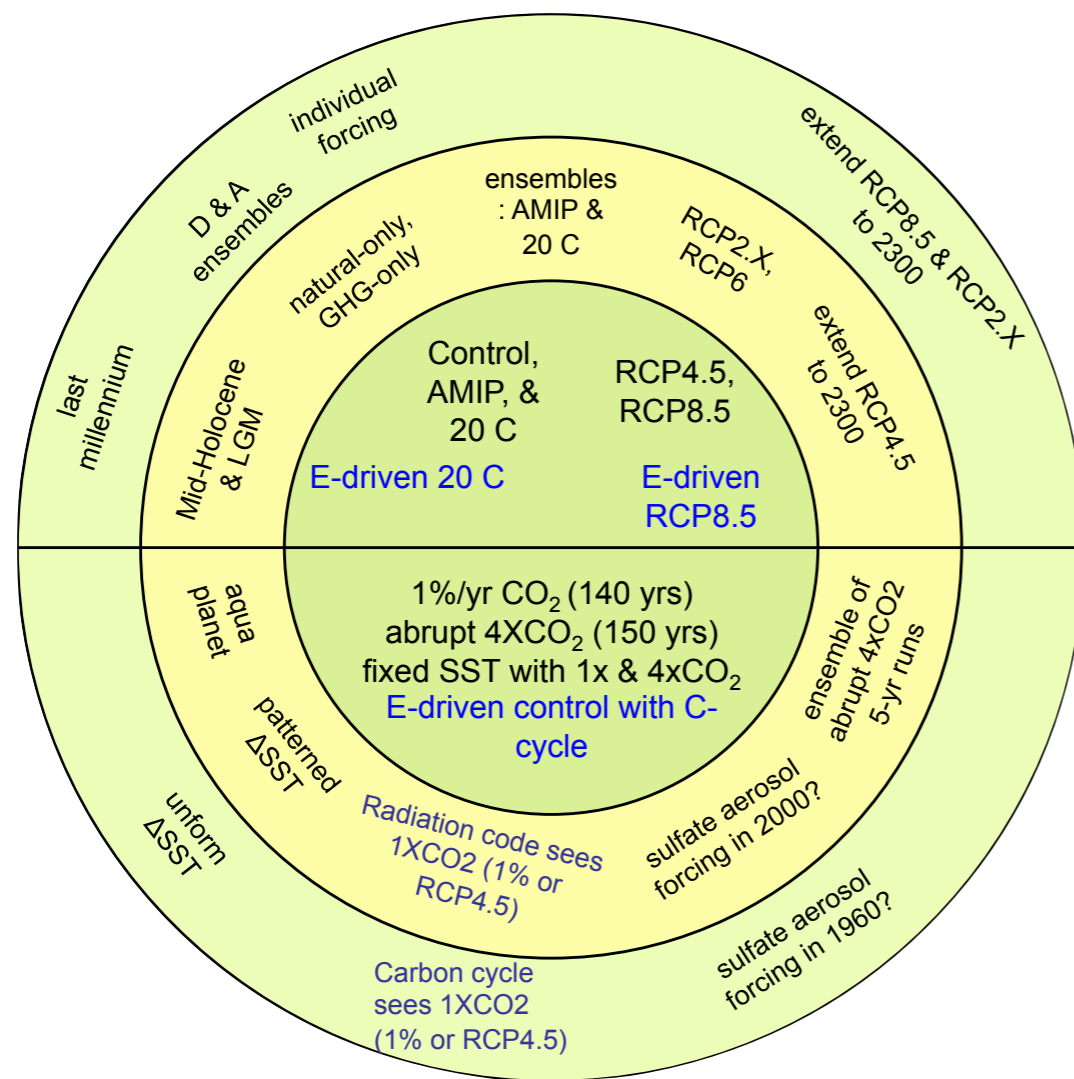 individual
forcing
D & A
ensembles
last
millennium
extend RCP8.5 & RCP2.X
to 2300
ensembles
: AMIP &
20 C
natural-only,
GHG-only
RCP2.X,
RCP6
Mid-Holocene
& LGM
extend RCP4.5
to 2300
Control,
AMIP, &
20 C
RCP4.5,
RCP8.5
E-driven 20 C
E-driven
RCP8.5
1%/yr CO₂ (140 yrs)
abrupt 4XCO₂ (150 yrs)
fixed SST with 1x & 4xCO₂
E-driven control with C-
cycle
aqua
planet
patterned
ΔSST
Radiation code sees
1XCO2 (1% or
RCP4.5)
sulfate aerosol
forcing in 2000?
ensemble of
abrupt 4xCO2
5-yr runs
unform
ΔSST
Carbon cycle
sees 1XCO2
(1% or RCP4.5)
sulfate aerosol
forcing in 1960?